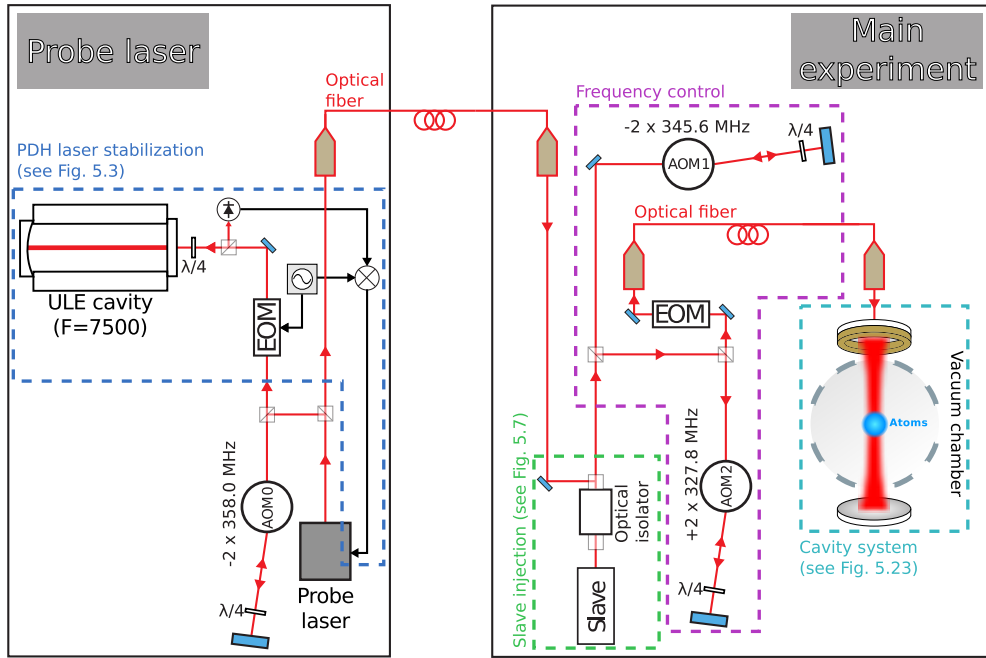 Probe laser
Main
experiment
Optical
fiber
Frequency control
-2 x 345.6 MHz
λ/4
AOM1
PDH laser stabilization
(see Fig. 5.3)
Optical fiber
λ/4
ULE cavity
(F=7500)
EOM
EOM
Vacuum chamber
Atoms
-2 x 358.0 MHz
AOM0
+2 x 327.8 MHz
AOM2
Slave injection (see Fig. 5.7)
Optical
isolator
Cavity system
(see Fig. 5.23)
λ/4
Probe
laser
Slave
λ/4